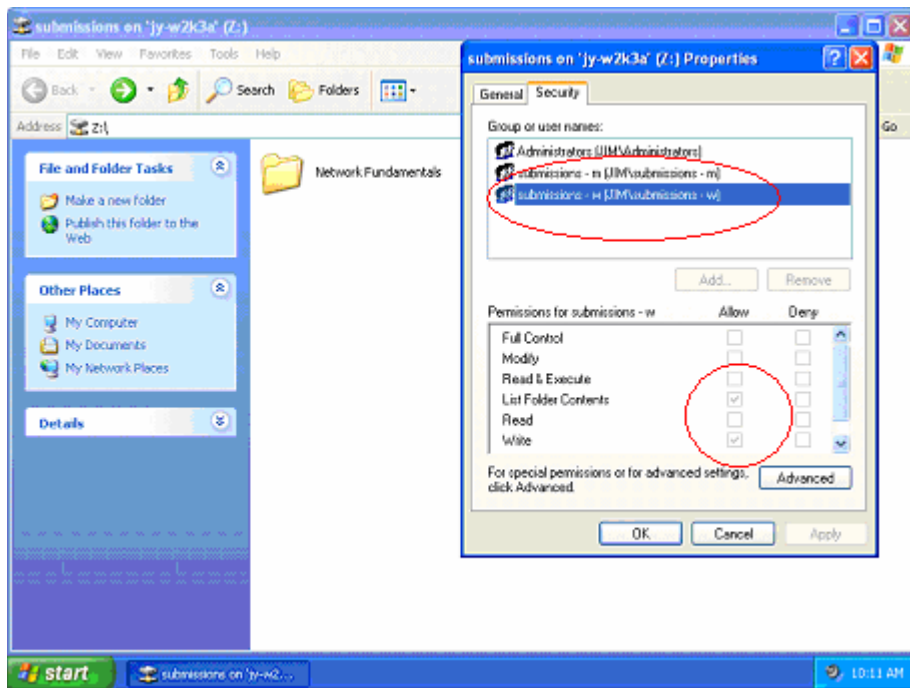 submissions on 'jy-w2k3a' (Z:)
File Edit View Favorites Tools Help
Back Search Folders
Address Z:\ Go
File and Folder Tasks
Make a new folder
Publish this folder to the
Web
Other Places
My Computer
My Documents
My Network Places
Details
Network Fundamentals
submissions on 'jy-w2k3a' (Z:) Properties
General Security
Group or user names:
Administrators (JIM\Administrators)
submissions - m (JIM\submissions - m)
submissions - w (JIM\submissions - w)
Add... Remove
Permissions for submissions - w Allow Deny
Full Control
Modify
Read & Execute
List Folder Contents
Read
Write
For special permissions or for advanced settings,
click Advanced.
Advanced
OK Cancel Apply
start submissions on 'jy-w2... 10:11 AM